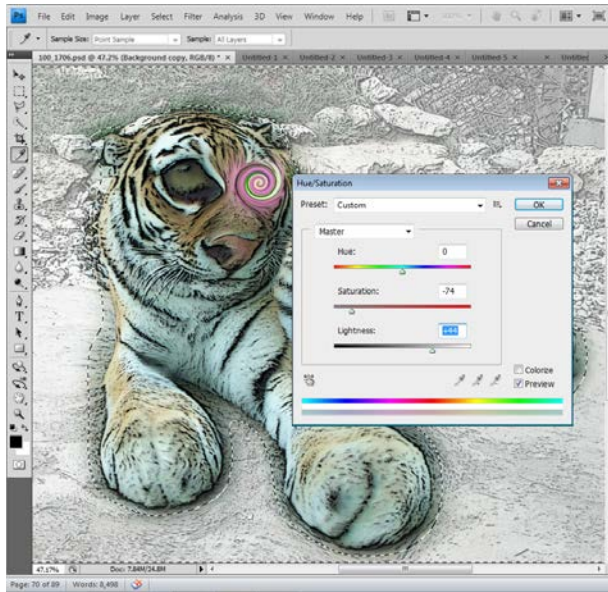 Ps File Edit Image Layer Select Filter Analysis 3D View Window Help
Sample Size: Point Sample Sample: All Layers
100_1706.psd @ 47.2% (Background copy, RGB/8) * × Untitled-1 × Untitled-2 × Untitled-3 × Untitled-4 × Untitled-5 × × Untitled
Hue/Saturation
Preset: Custom OK
Cancel
Master
Hue: 0
Saturation: -74
Lightness: +44
Colorize
Preview
47.17% Doc: 7.84M/24.8M
Page: 70 of 89 Words: 8,498